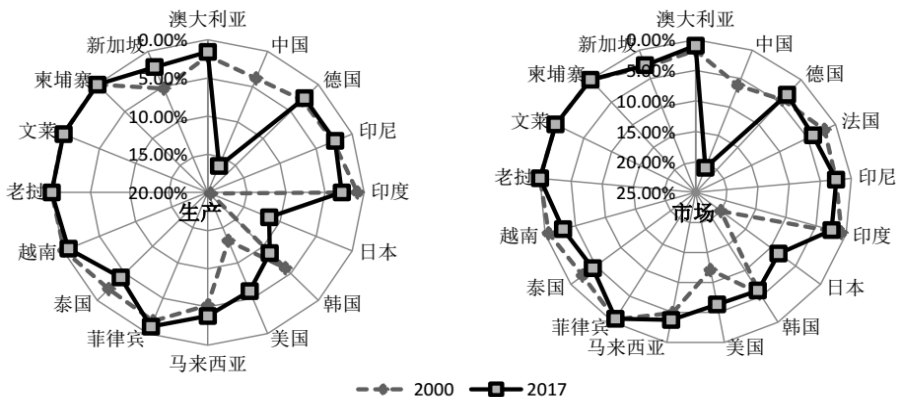 澳大利亚
中国
德国
印尼
印度
日本
韩国
美国
马来西亚
菲律宾
泰国
越南
老挝
文莱
柬埔寨
新加坡
0.00%
5.00%
10.00%
15.00%
20.00%
生产
澳大利亚
中国
德国
法国
印尼
印度
日本
韩国
美国
马来西亚
菲律宾
泰国
越南
老挝
文莱
柬埔寨
新加坡
0.00%
5.00%
10.00%
15.00%
20.00%
25.00%
市场
2000
2017